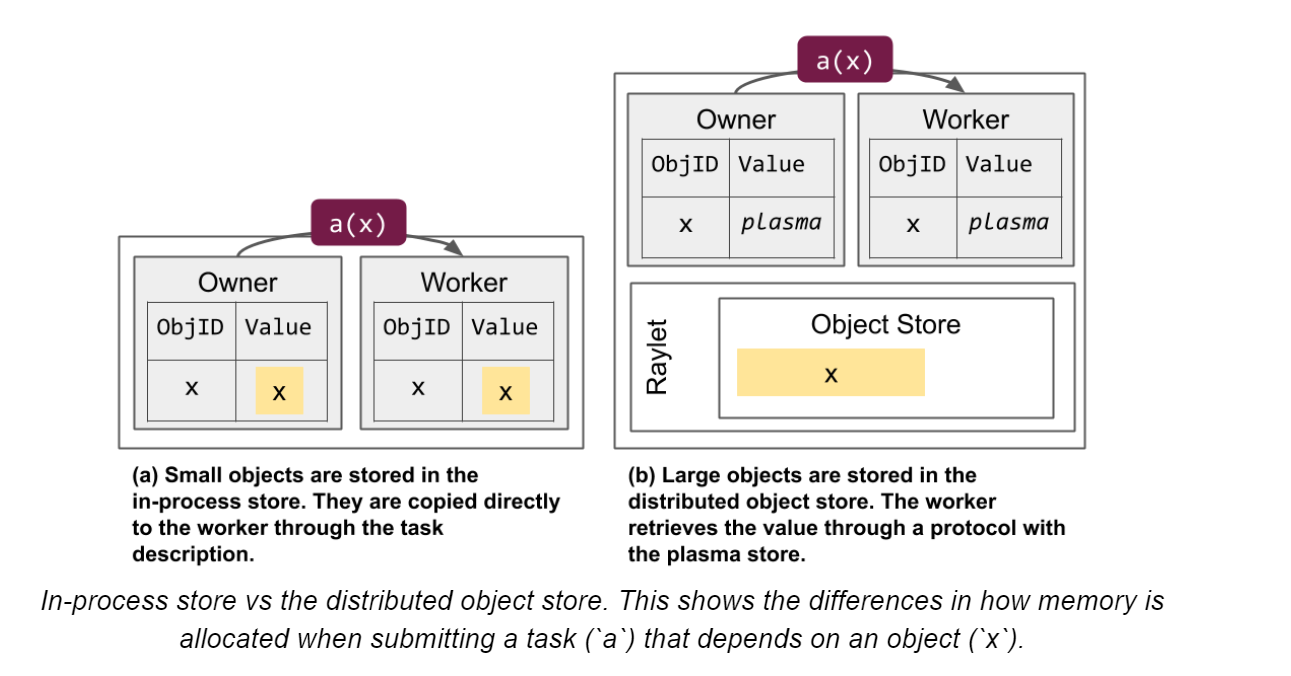 a(x)
Owner
Worker
ObjID Value
x x
ObjID Value
x x
(a) Small objects are stored in the
in-process store. They are copied directly
to the worker through the task
description.
a(x)
Owner
Worker
ObjID Value
x plasma
ObjID Value
x plasma
Raylet
Object Store
x
(b) Large objects are stored in the
distributed object store. The worker
retrieves the value through a protocol with
the plasma store.
In-process store vs the distributed object store. This shows the differences in how memory is
allocated when submitting a task (`a`) that depends on an object (`x`).